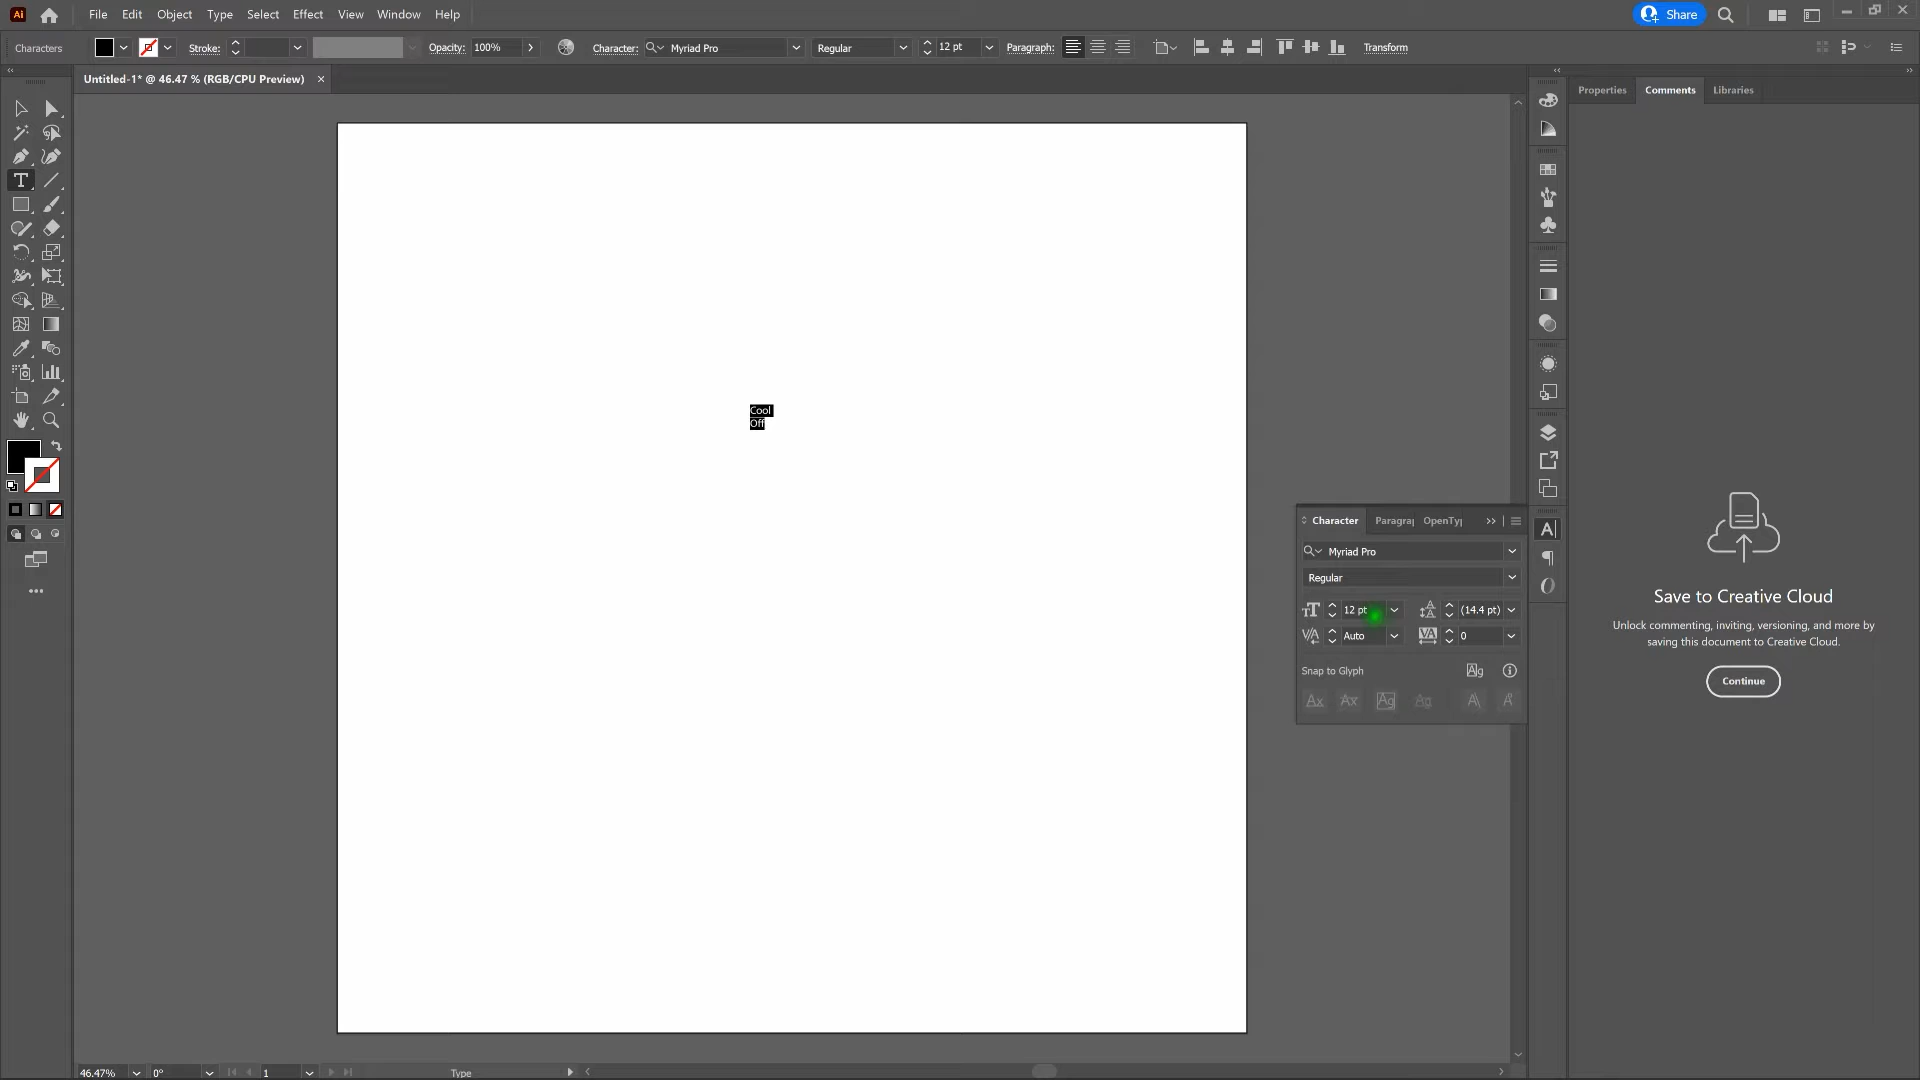 Ai File Edit Object Type Select Effect View Window Help Share
Characters Stroke: Opacity: 100% Character: Myriad Pro Regular 12 pt Paragraph: Transform
Untitled-1* @ 46.47 % (RGB/CPU Preview) ×
Properties Comments Libraries
Cool
Off
Character Paragra OpenTy
Myriad Pro
Regular
12 pt (14.4 pt)
Auto 0
Snap to Glyph
Save to Creative Cloud
Unlock commenting, inviting, versioning, and more by
saving this document to Creative Cloud.
Continue
46.47% 0° 1 Type